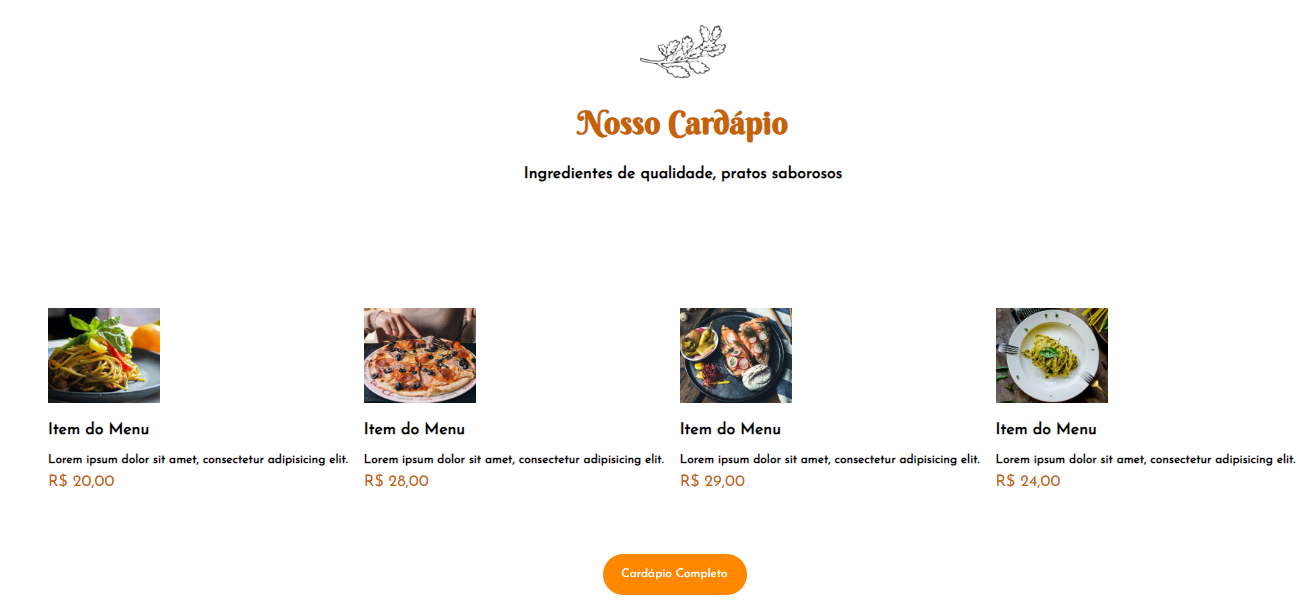 Nosso Cardápio
Ingredientes de qualidade, pratos saborosos
Item do Menu
Lorem ipsum dolor sit amet, consectetur adipisicing elit.
R$ 20,00
Item do Menu
Lorem ipsum dolor sit amet, consectetur adipisicing elit.
R$ 28,00
Item do Menu
Lorem ipsum dolor sit amet, consectetur adipisicing elit.
R$ 29,00
Item do Menu
Lorem ipsum dolor sit amet, consectetur adipisicing elit.
R$ 24,00
Cardápio Completo